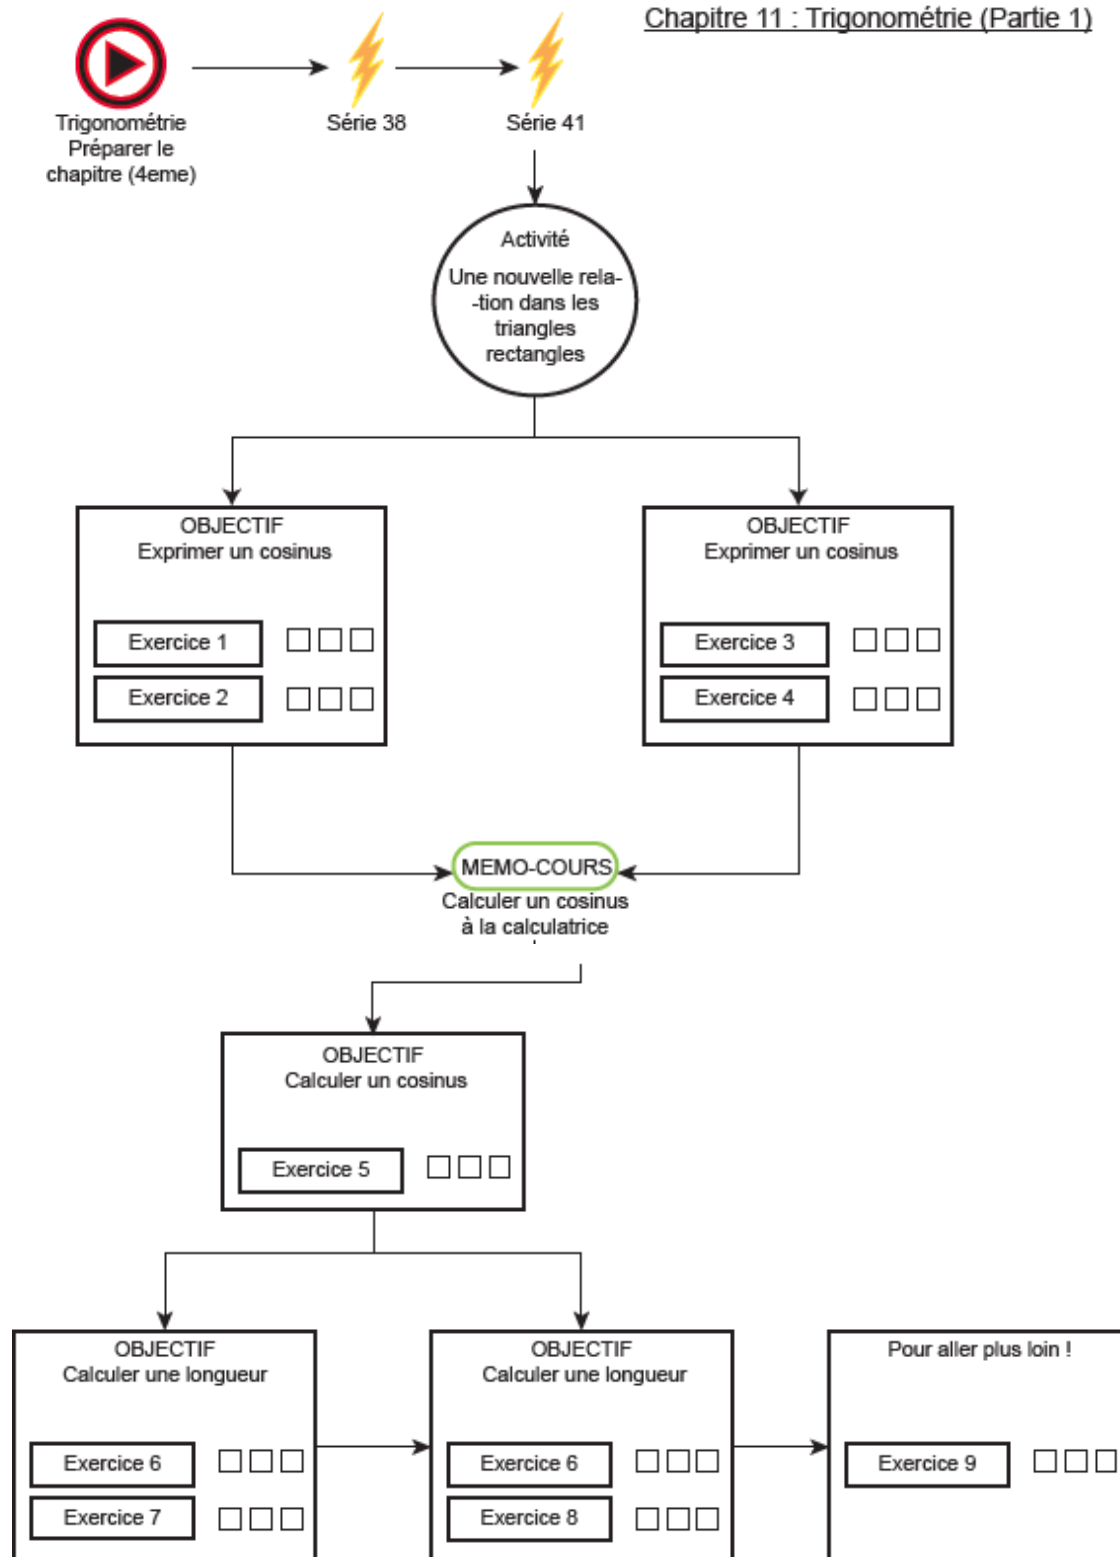 Chapitre 11 : Trigonométrie (Partie 1)
Trigonométrie
Préparer le
chapitre (4eme)
Série 38
Série 41
Activité
Une nouvelle rela-
-tion dans les
triangles
rectangles
OBJECTIF
Exprimer un cosinus
Exercice 1
Exercice 2
OBJECTIF
Exprimer un cosinus
Exercice 3
Exercice 4
MEMO-COURS
Calculer un cosinus
à la calculatrice
OBJECTIF
Calculer un cosinus
Exercice 5
OBJECTIF
Calculer une longueur
Exercice 6
Exercice 7
OBJECTIF
Calculer une longueur
Exercice 6
Exercice 8
Pour aller plus loin !
Exercice 9